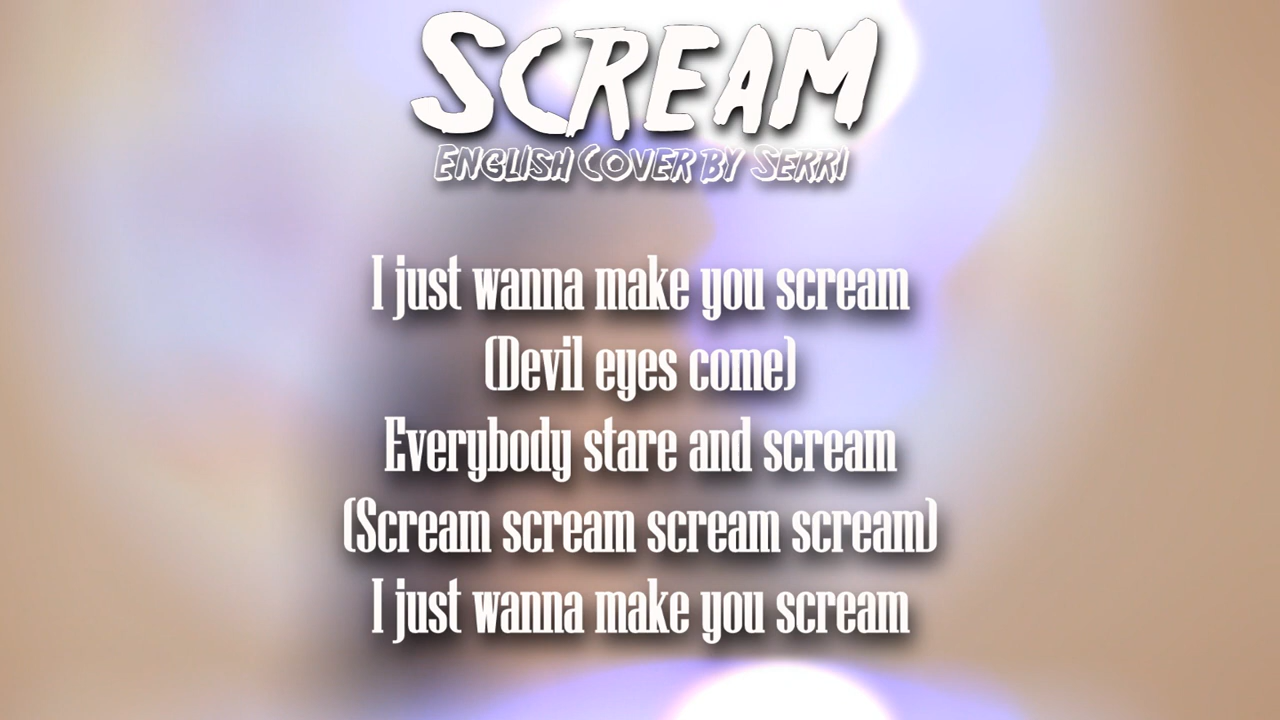 SCREAM
ENGLISH COVER BY SERRI
I just wanna make you scream
(Devil eyes come)
Everybody stare and scream
(Scream scream scream scream)
I just wanna make you scream